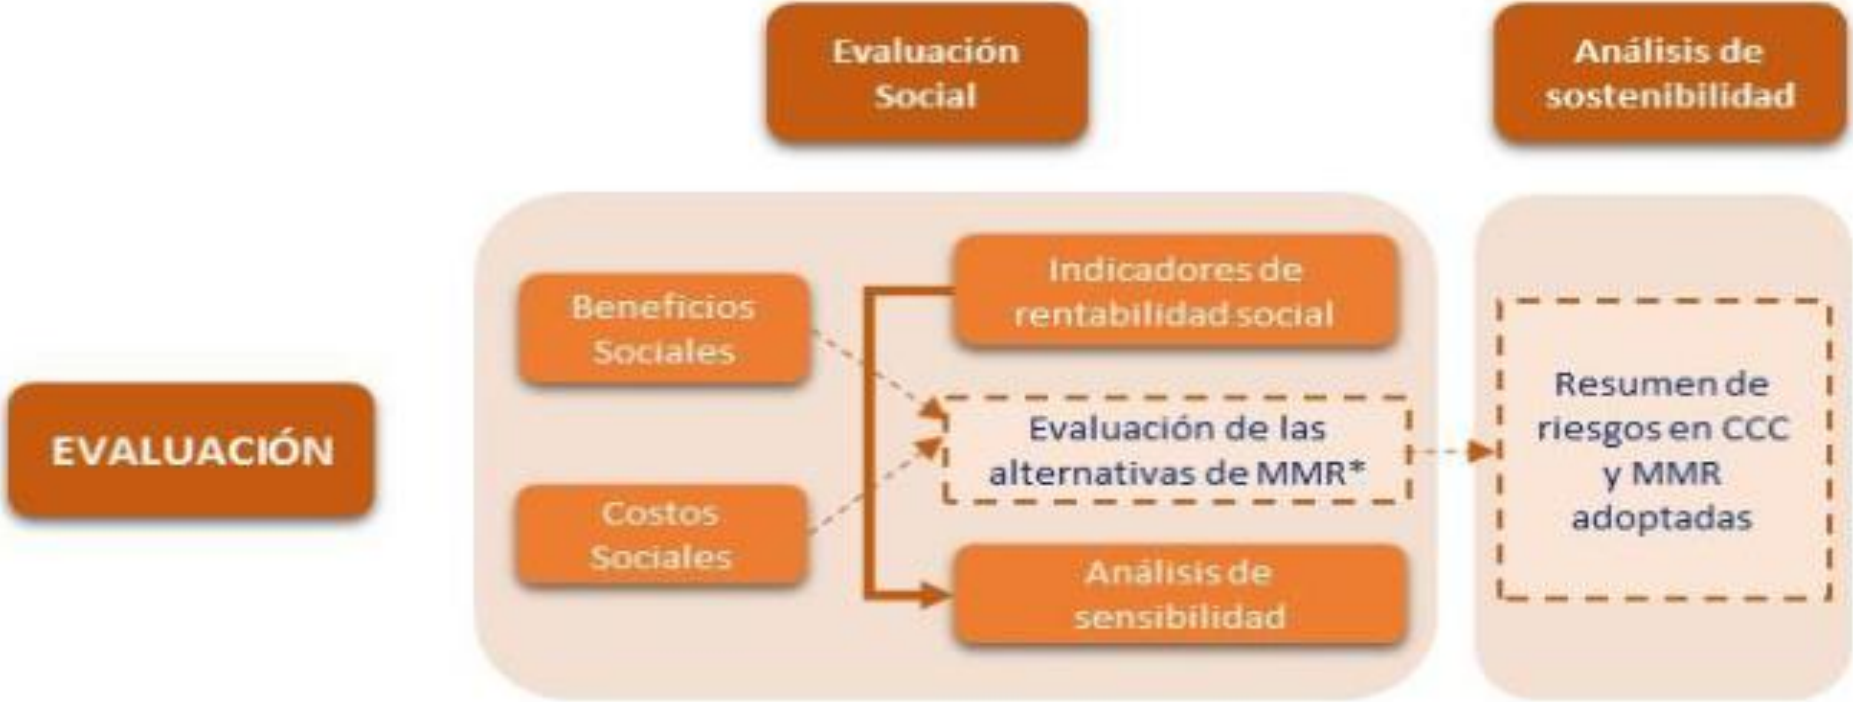 Evaluación
Social
Análisis de
sostenibilidad
EVALUACIÓN
Beneficios
Sociales
Costos
Sociales
Indicadores de
rentabilidad social
Evaluación de las
alternativas de MMR*
Análisis de
sensibilidad
Resumen de
riesgos en CCC
y MMR
adoptadas